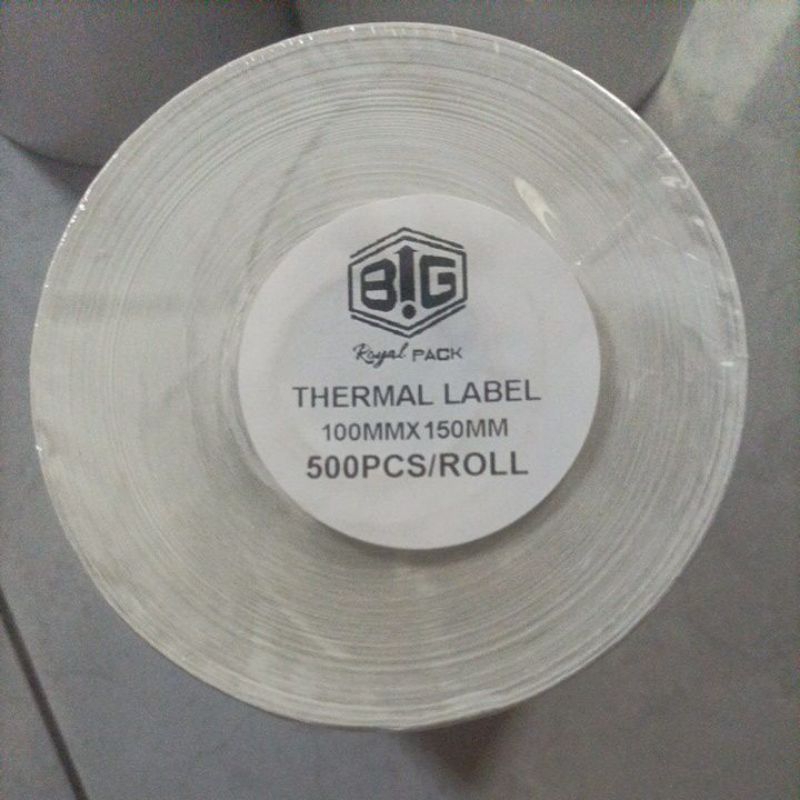 B!G
Royal PACK
THERMAL LABEL
100MMX150MM
500PCS/ROLL